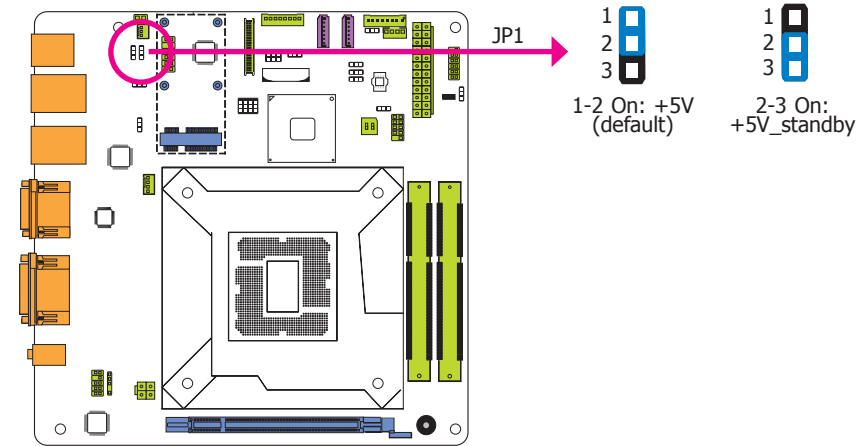 JP1
1
2
3
1-2 On: +5V
(default)
1
2
3
2-3 On:
+5V_standby